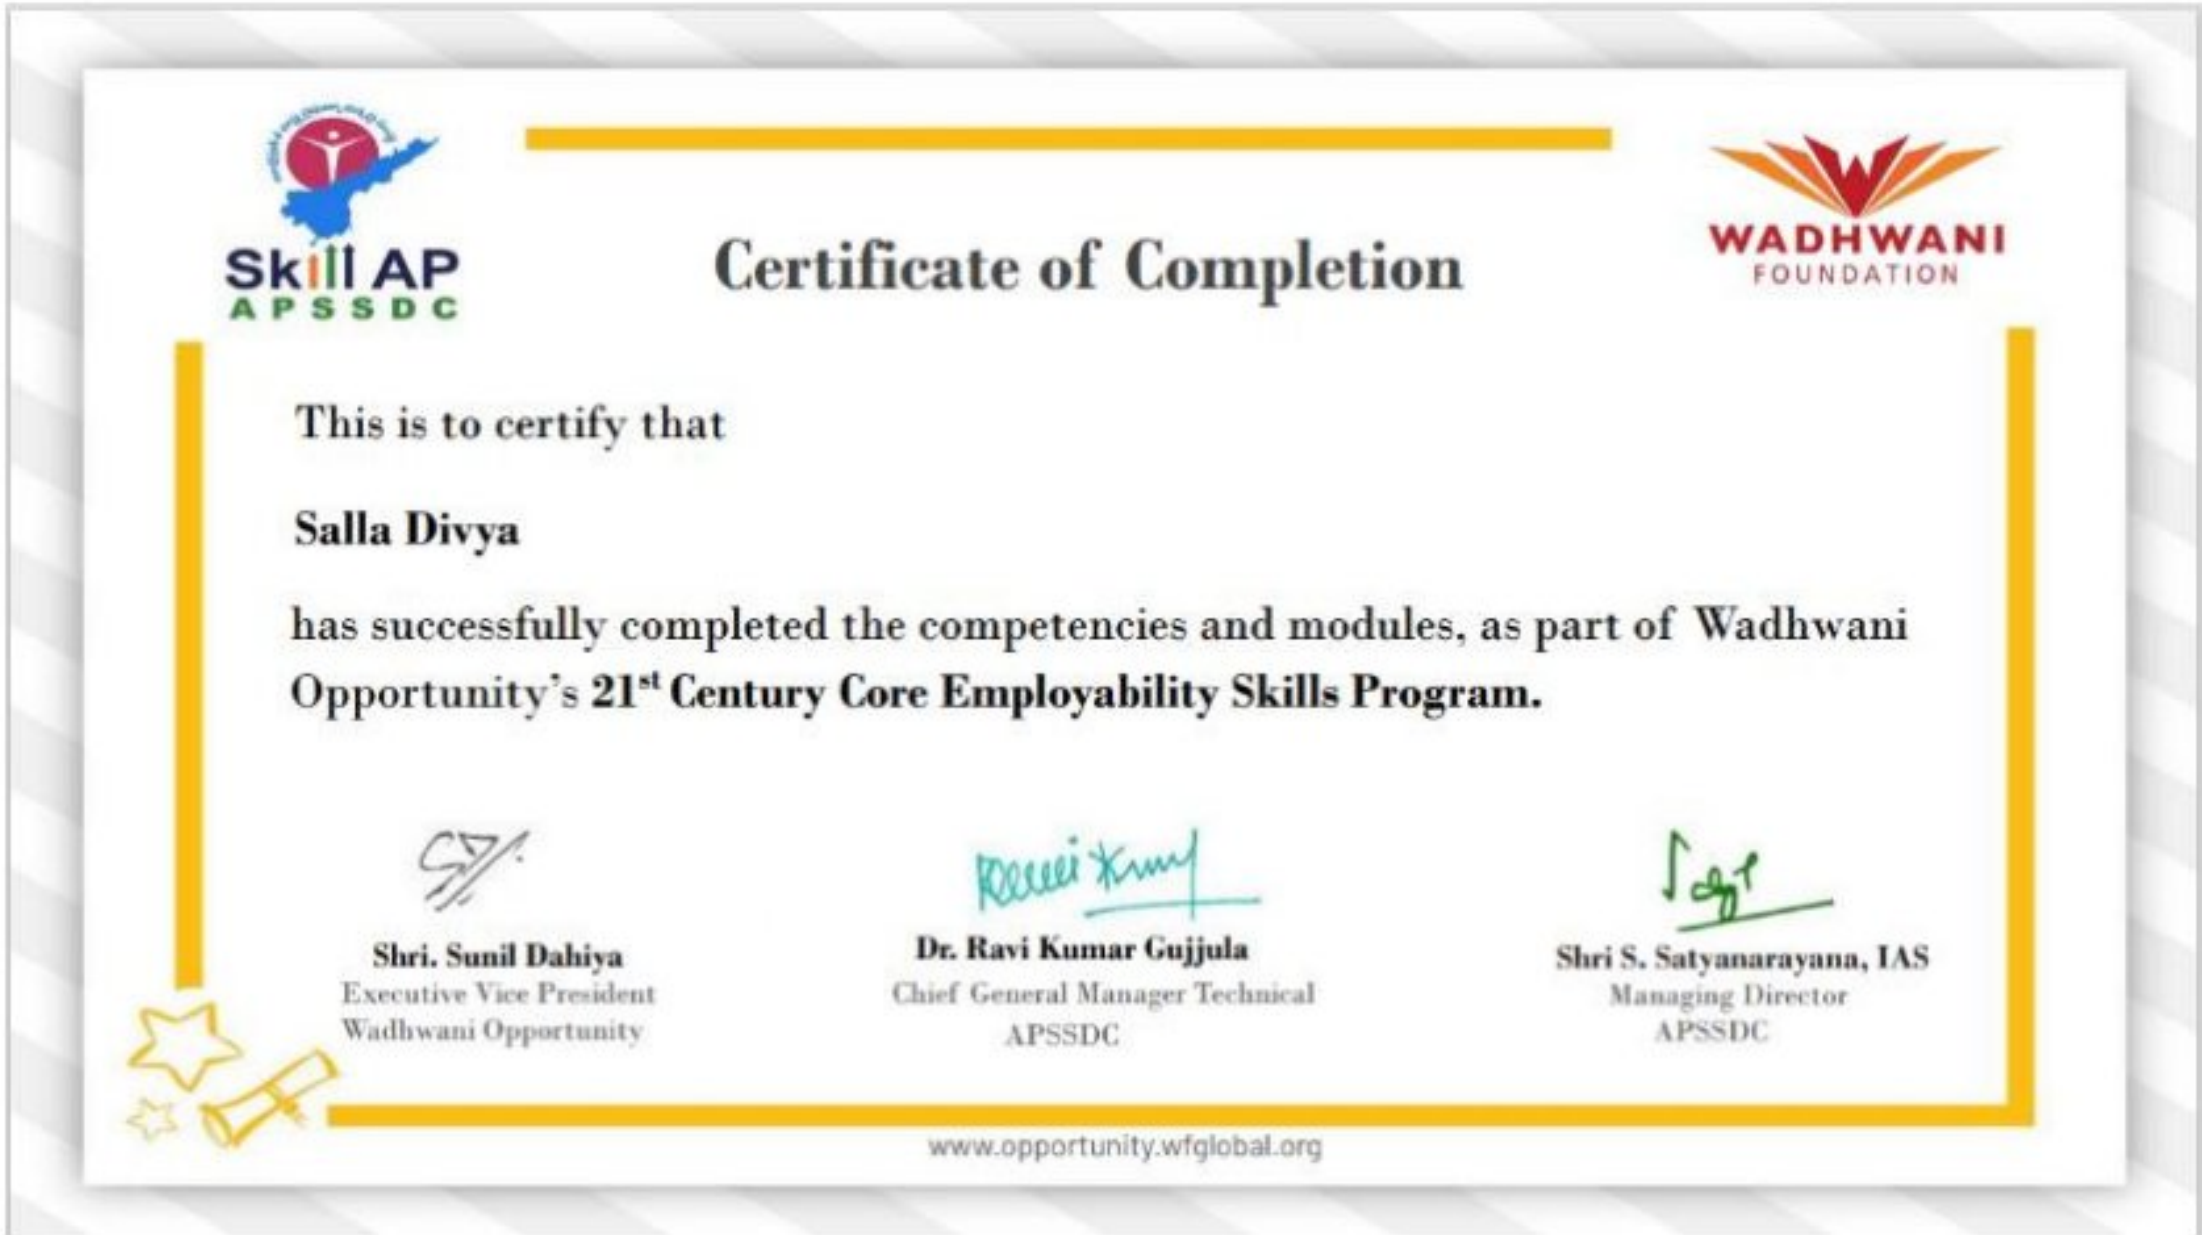 Skill AP
APSSDC
WADHWANI
FOUNDATION
Certificate of Completion
This is to certify that
Salla Divya
has successfully completed the competencies and modules, as part of Wadhwani
Opportunity's 21st Century Core Employability Skills Program.
Ravi Kumar
Shri. Sunil Dahiya
Executive Vice President
Wadhwani Opportunity
Dr. Ravi Kumar Gujjula
Chief General Manager Technical
APSSDC
Shri S. Satyanarayana, IAS
Managing Director
APSSDC
www.opportunity.wfglobal.org